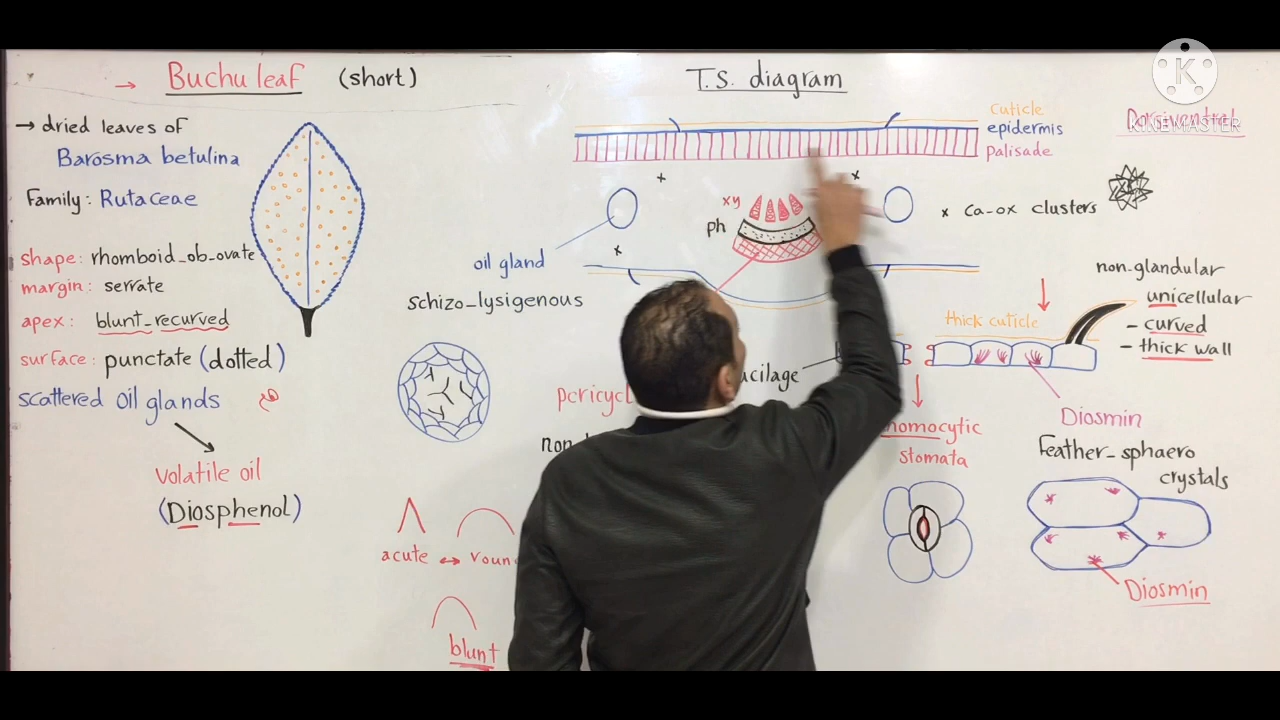 → Buchu leaf (short)
→ dried leaves of
Barosma betulina
Family: Rutaceae
shape: rhomboid_ob_ovate
margin: serrate
apex: blunt_recurved
surface: punctate (dotted)
scattered oil glands
volatile oil
(Diosphenol)
T.S. diagram
cuticle
epidermis
palisade
Dorsiventral
KINEMASTER
K
xy
ph
x ca-ox clusters
oil gland
schizo_lysigenous
non-glandular
unicellular
- curved
- thick wall
thick cuticle
Diosmin
Feather_sphaero
crystals
Diosmin
stomata
acute ↔
blunt